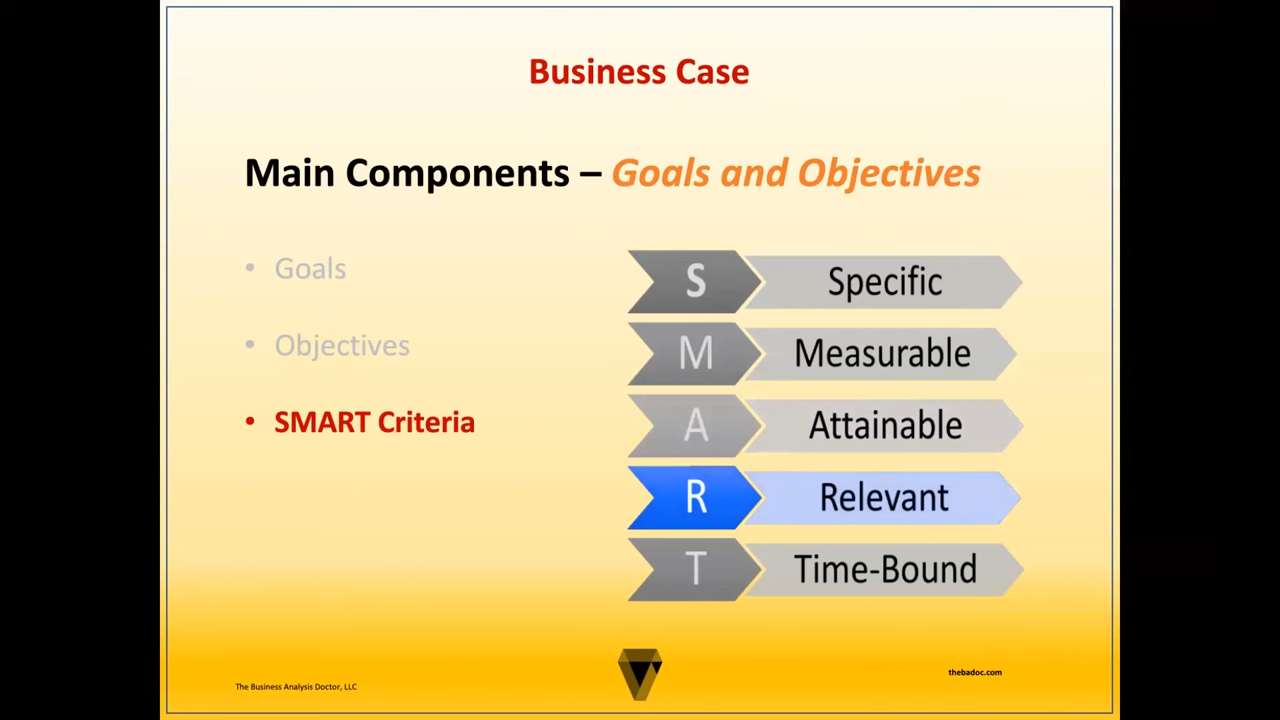 Business Case
Main Components – Goals and Objectives
• Goals
• Objectives
• SMART Criteria
S Specific
M Measurable
A Attainable
R Relevant
T Time-Bound
The Business Analysis Doctor, LLC
thebadoc.com